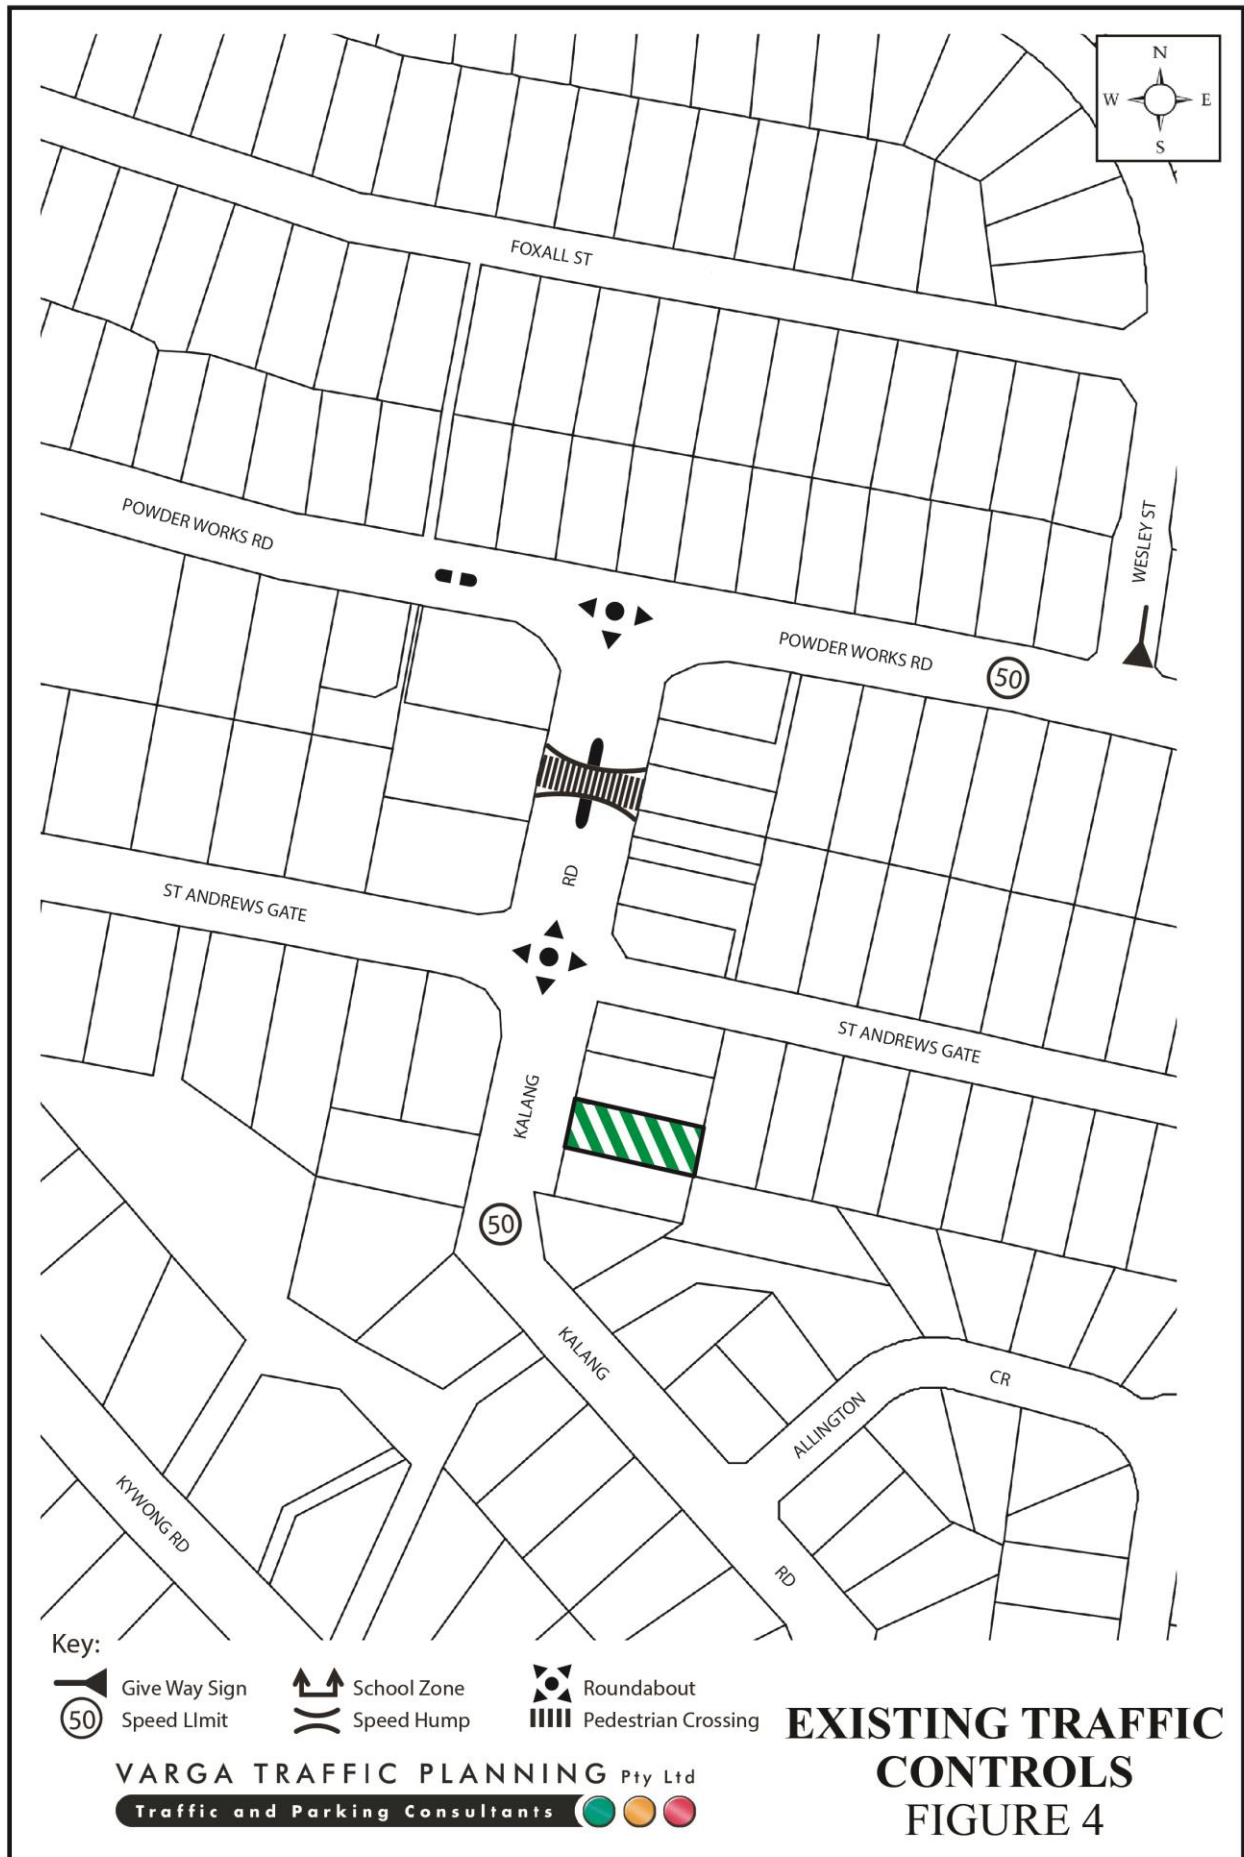 N
W E
S
FOXALL ST
POWDER WORKS RD
WESLEY ST
POWDER WORKS RD
50
RD
ST ANDREWS GATE
ST ANDREWS GATE
KALANG
50
KALANG
CR
ALLINGTON
KYWONG RD
RD
Key:
Give Way Sign
School Zone
Roundabout
50
Speed LImit
Speed Hump
Pedestrian Crossing
EXISTING TRAFFIC
CONTROLS
FIGURE 4
VARGA TRAFFIC PLANNING Pty Ltd
Traffic and Parking Consultants